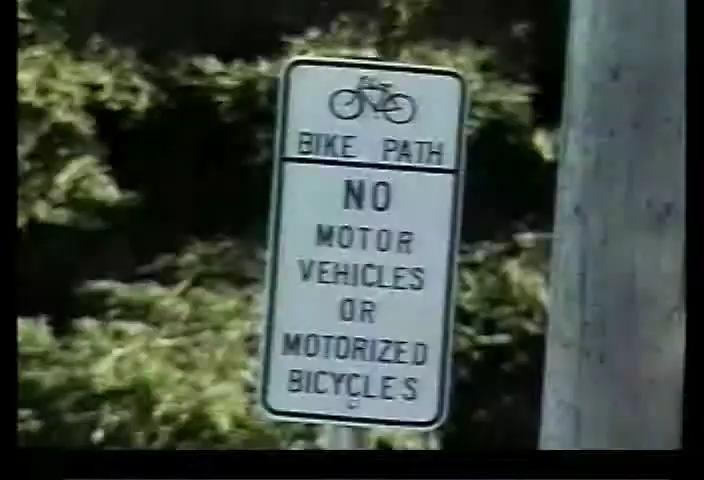 BIKE PATH
NO
MOTOR
VEHICLES
OR
MOTORIZED
BICYCLES